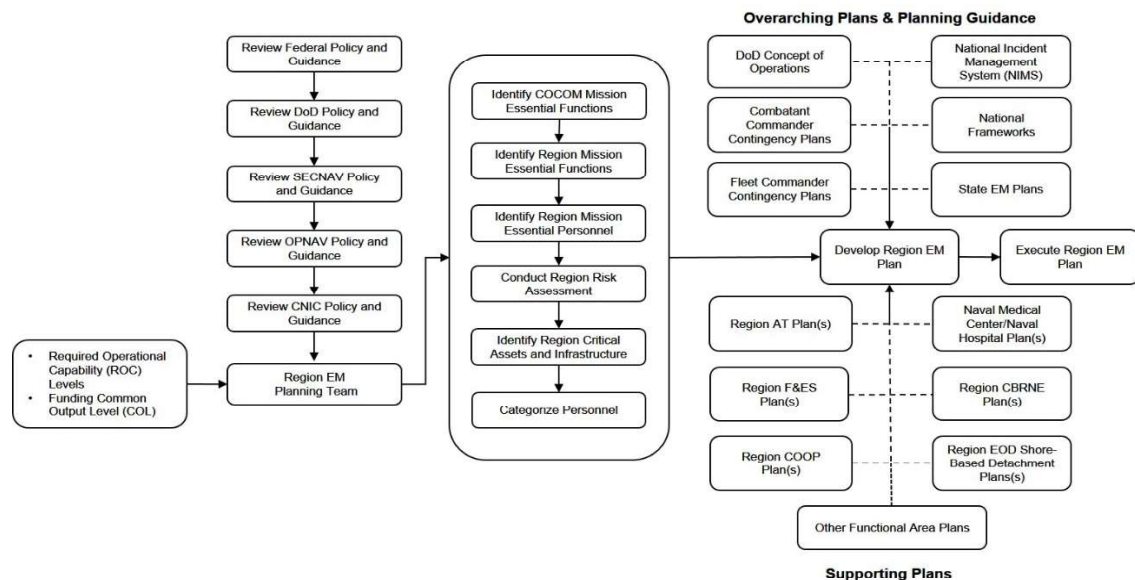 Overarching Plans & Planning Guidance
Review Federal Policy and
Guidance
Review DoD Policy and
Guidance
Review SECNAV Policy
and Guidance
Review OPNAV Policy and
Guidance
Review CNIC Policy and
Guidance
• Required Operational
Capability (ROC)
Levels
• Funding Common
Output Level (COL)
Region EM
Planning Team
Identify COCOM Mission
Essential Functions
Identify Region Mission
Essential Functions
Identify Region Mission
Essential Personnel
Conduct Region Risk
Assessment
Identify Region Critical
Assets and Infrastructure
Categorize Personnel
DoD Concept of
Operations
National Incident
Management
System (NIMS)
Combatant
Commander
Contingency Plans
National
Frameworks
Fleet Commander
Contingency Plans
State EM Plans
Develop Region EM
Plan
Execute Region EM
Plan
Region AT Plan(s)
Naval Medical
Center/Naval
Hospital Plan(s)
Region F&ES
Plan(s)
Region CBRNE
Plan(s)
Region COOP
Plan(s)
Region EOD Shore-
Based Detachment
Plans(s)
Other Functional Area Plans
Supporting Plans